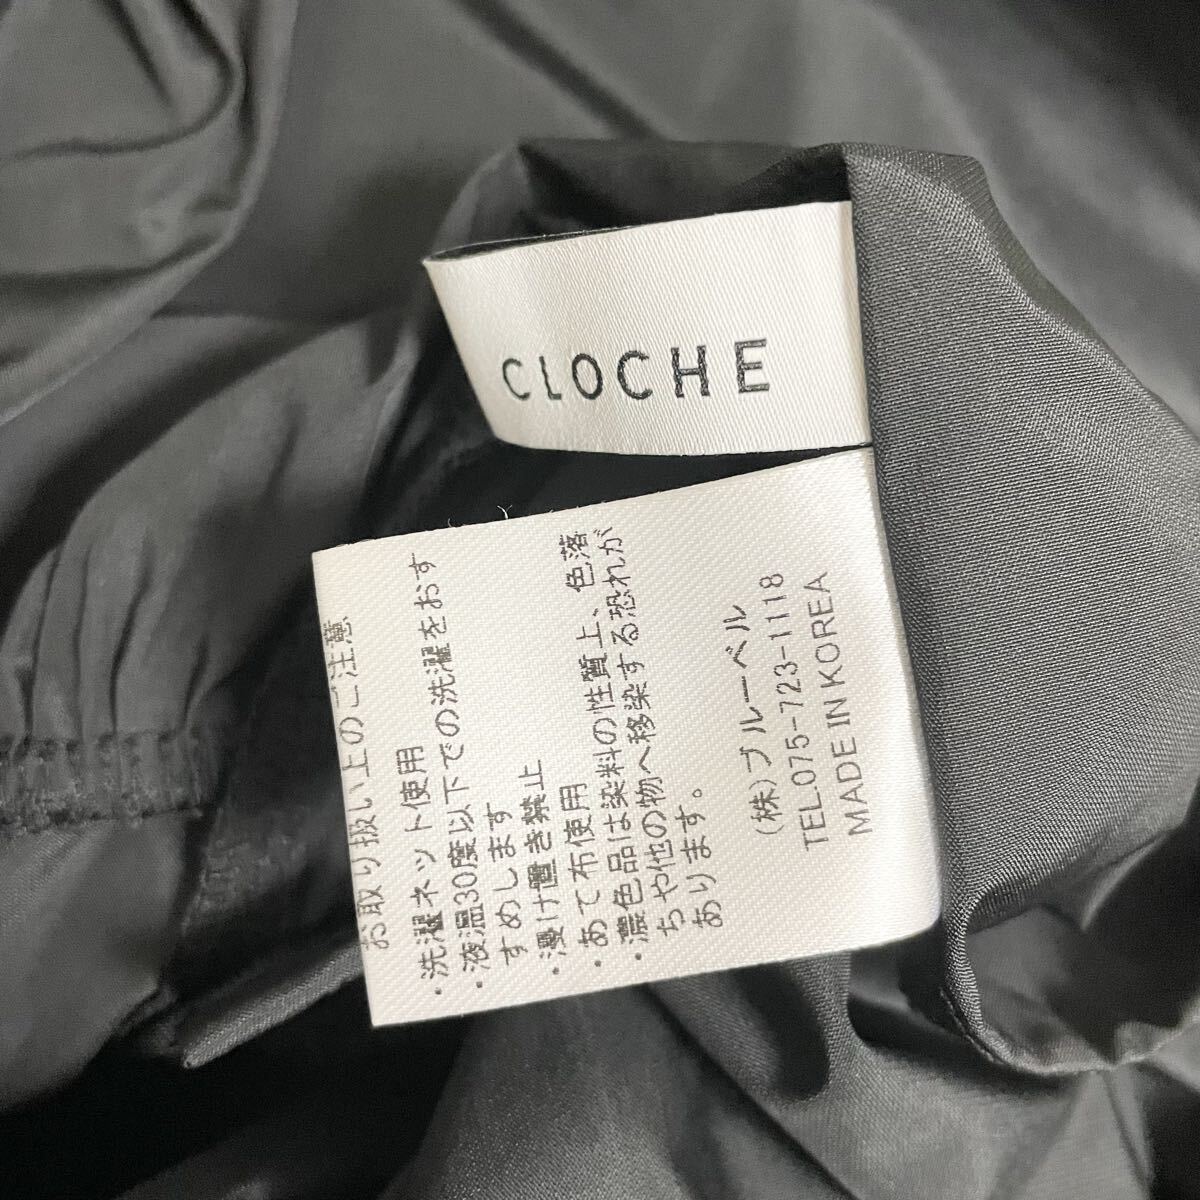 CLOCHE
お取り扱い上のご注意
・洗濯ネット使用
・液温30度以下での洗濯をおす
すめします
・漫け置き禁止
・あて布使用
・濃色品は染料の性質上、色落
ちや他の物へ移染する恐れが
あります。
(株)ブルーベル
TEL.075-723-1118
MADE IN KOREA